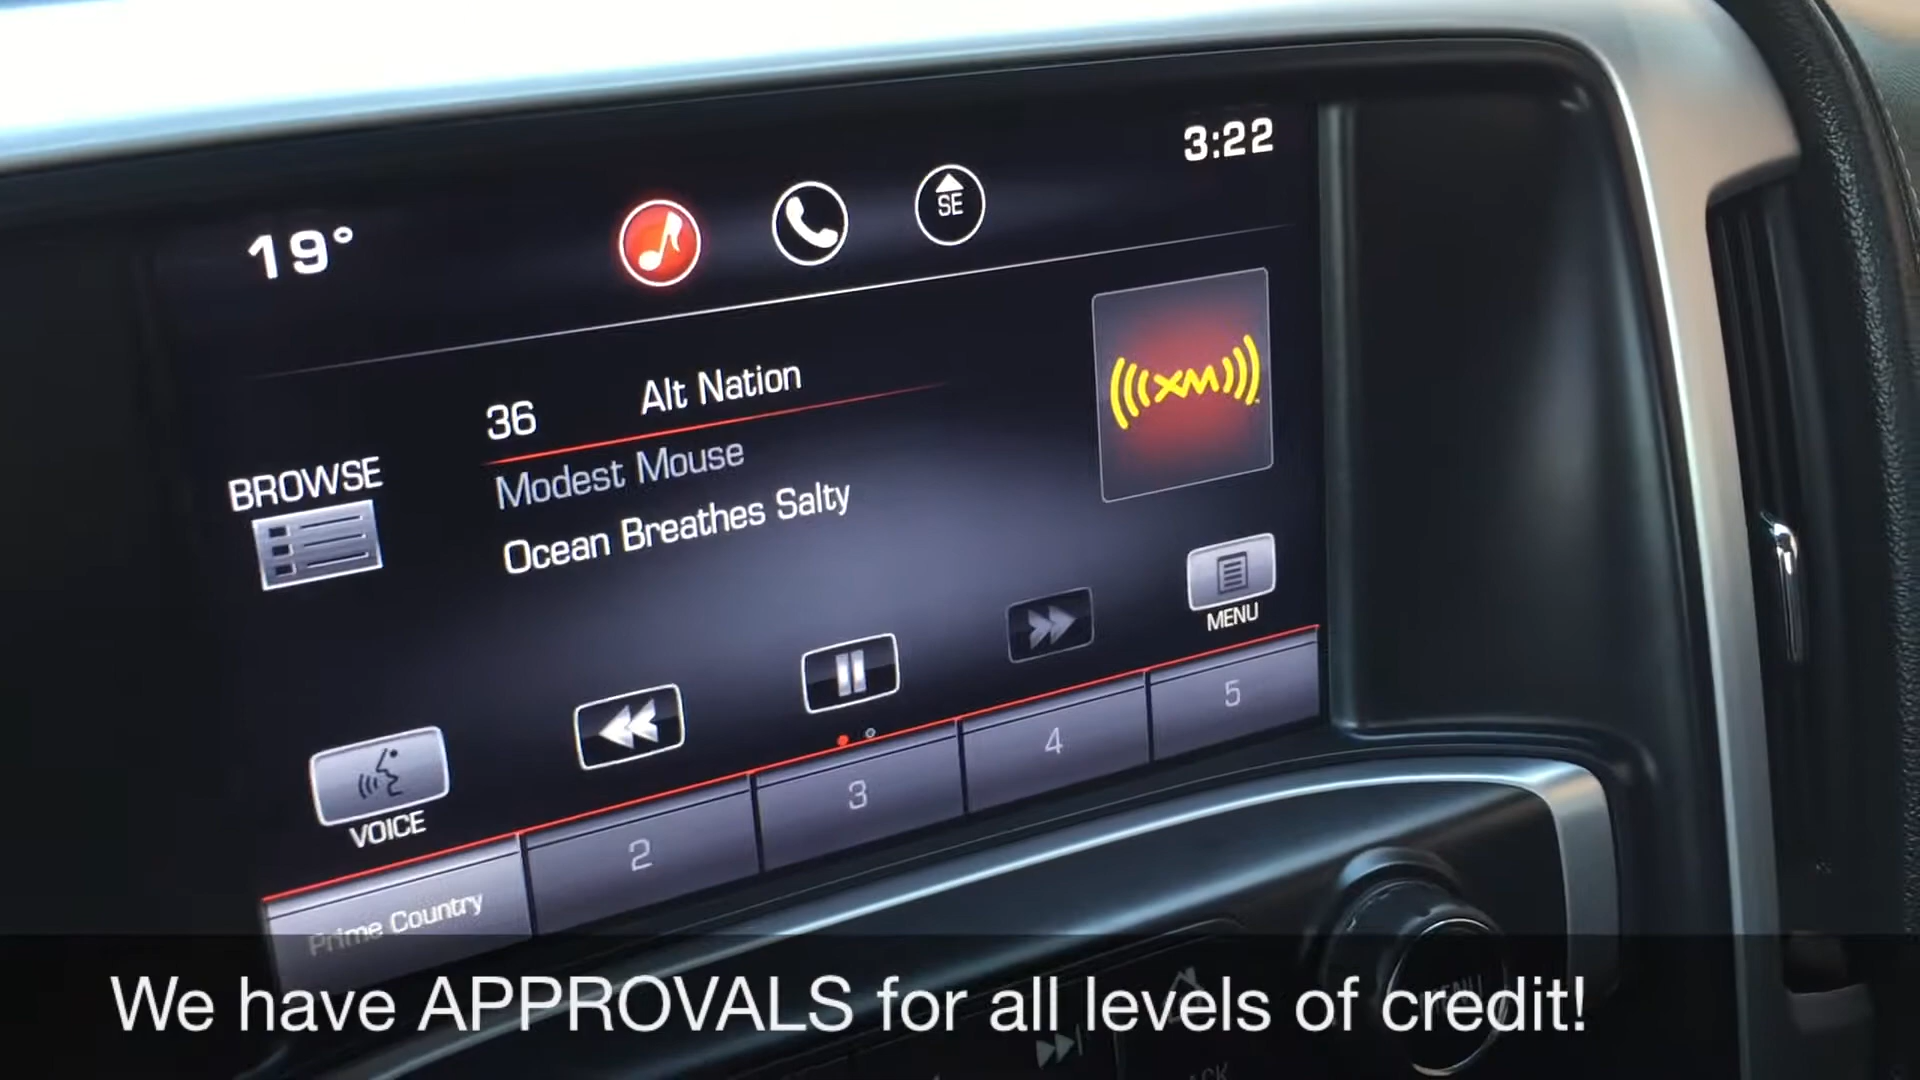 3:22
19°
SE
36 Alt Nation
XM
BROWSE
Modest Mouse
Ocean Breathes Salty
MENU
VOICE
Prime Country
2
3
4
5
We have APPROVALS for all levels of credit!